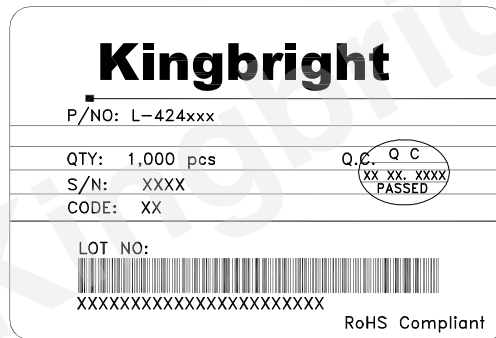 Kingbright
P/NO: L-424xxx
QTY: 1,000 pcs
Q.C.
Q C
XX XX. XXXX
PASSED
S/N: XXXX
CODE: XX
LOT NO:
XXXXXXXXXXXXXXXXXXXXXXX
RoHS Compliant
Kingbright